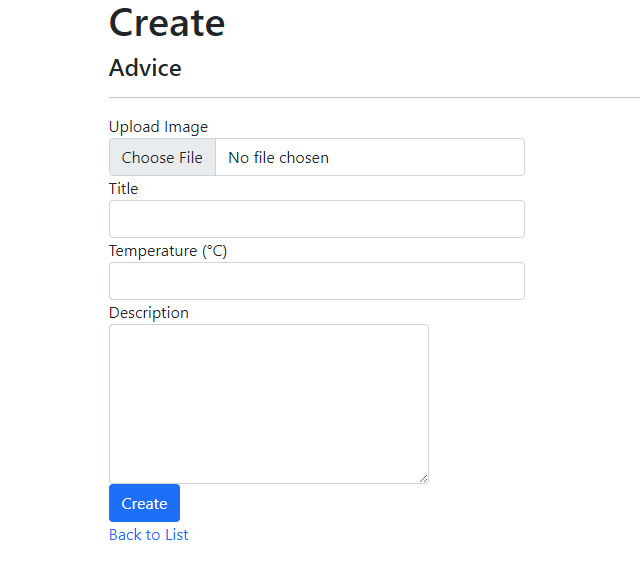 Create
Advice
Upload Image
Choose File No file chosen
Title
Temperature (°C)
Description
Create
Back to List